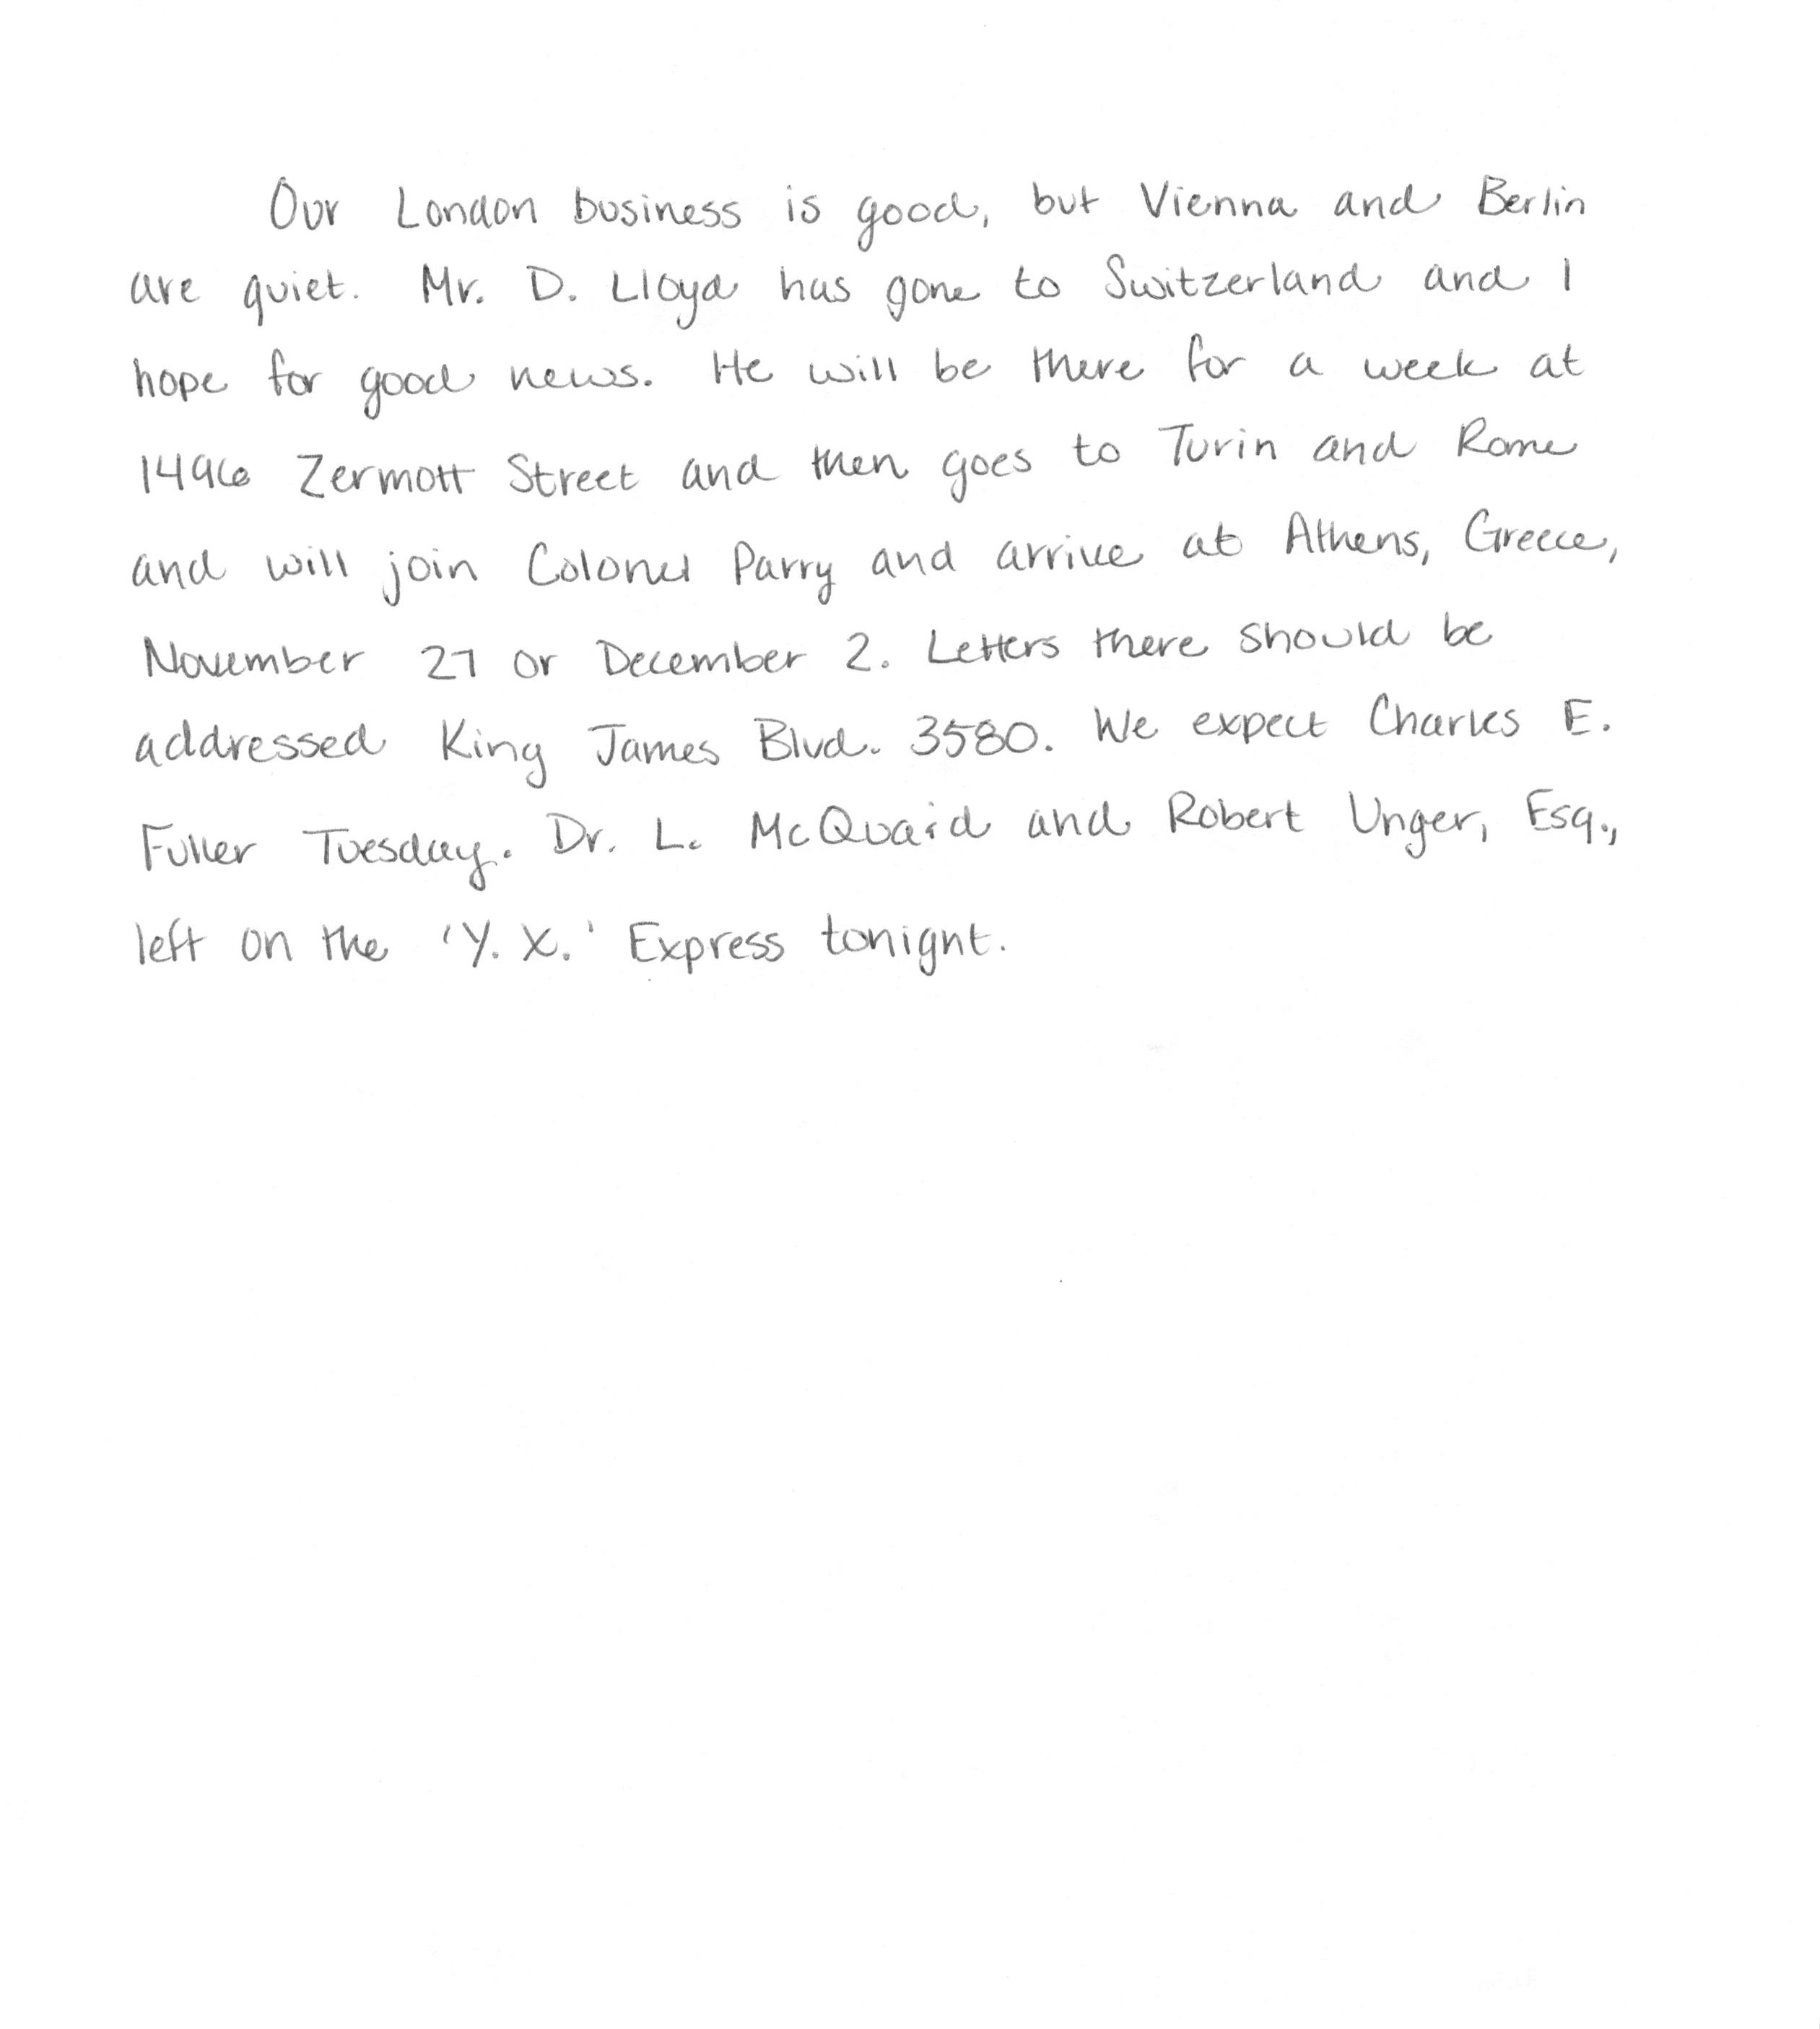 Our London business is good, but Vienna and Berlin
are quiet. Mr. D. Lloyd has gone to Switzerland and I
hope for good news. He will be there for a week at
1496 Zermott Street and then goes to Turin and Rome
and will join Colonel Parry and arrive at Athens, Greece,
November 27 or December 2. Letters there should be
addressed King James Blvd. 3580. We expect Charles E.
Fuller Tuesday. Dr. L. McQuaid and Robert Unger, Esq.,
left on the 'Y. X.' Express tonight.